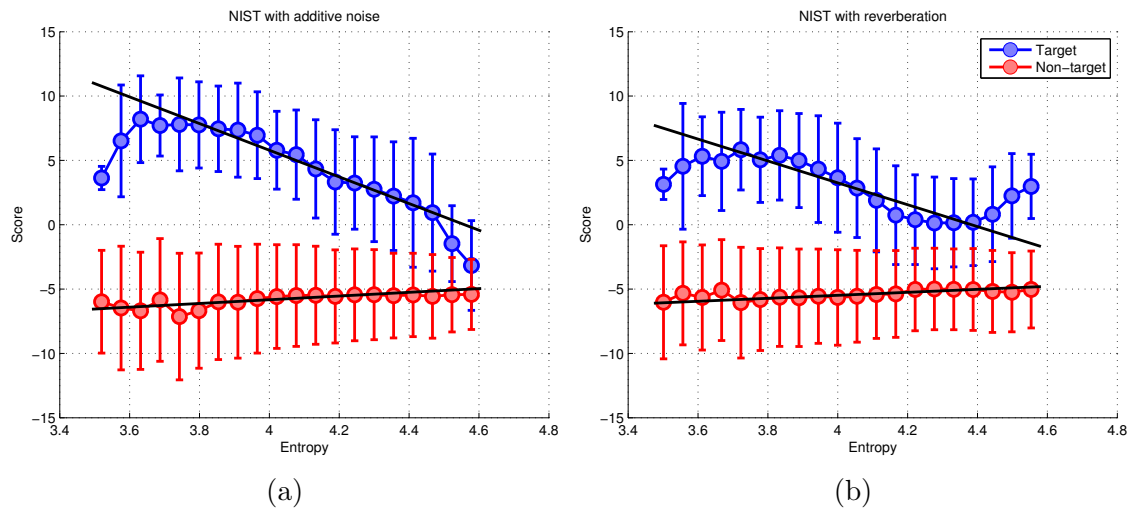 NIST with additive noise
15
10
5
0
−5
−10
−15
Score
3.4 3.6 3.8 4 4.2 4.4 4.6 4.8
Entropy
(a)
NIST with reverberation
Target
Non−target
15
10
5
0
−5
−10
−15
Score
3.4 3.6 3.8 4 4.2 4.4 4.6 4.8
Entropy
(b)